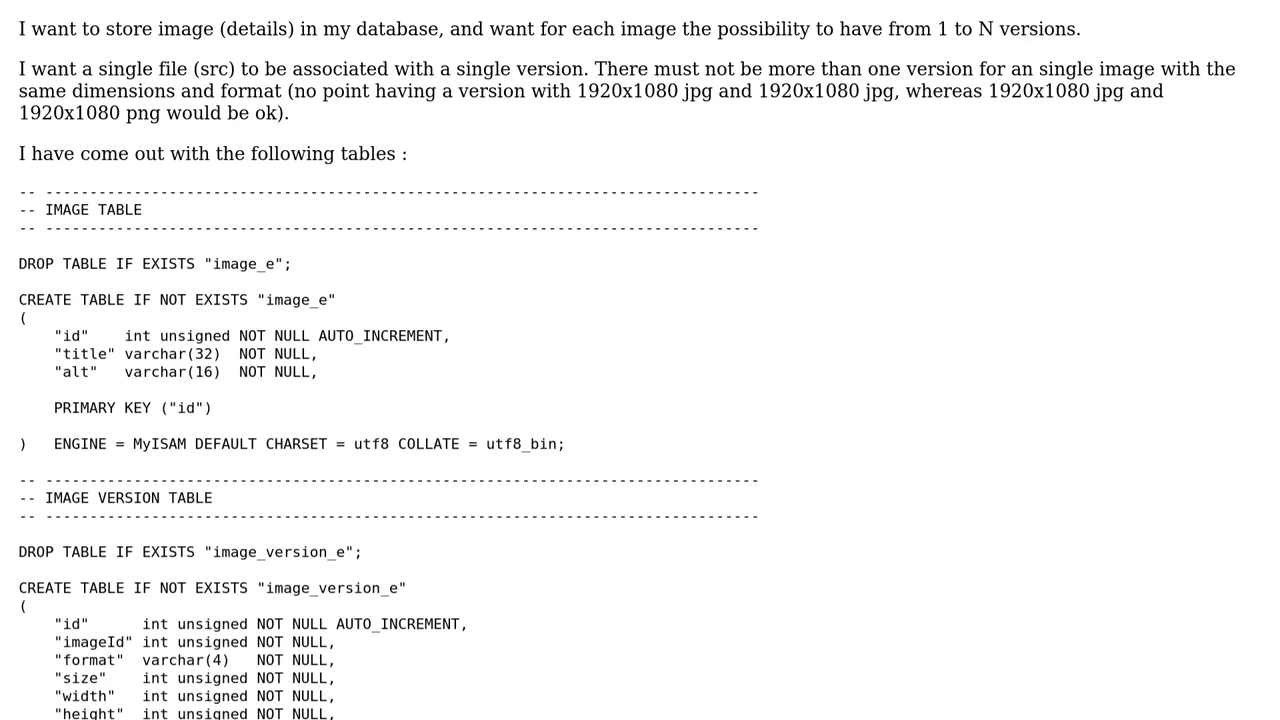 I want to store image (details) in my database, and want for each image the possibility to have from 1 to N versions.
I want a single file (src) to be associated with a single version. There must not be more than one version for an single image with the
same dimensions and format (no point having a version with 1920x1080 jpg and 1920x1080 jpg, whereas 1920x1080 jpg and
1920x1080 png would be ok).
I have come out with the following tables :
-- ---------------------------------------------------------------------------------
-- IMAGE TABLE
-- ---------------------------------------------------------------------------------
DROP TABLE IF EXISTS "image_e";
CREATE TABLE IF NOT EXISTS "image_e"
(
    "id"    int unsigned NOT NULL AUTO_INCREMENT,
    "title" varchar(32)  NOT NULL,
    "alt"   varchar(16)  NOT NULL,
    PRIMARY KEY ("id")
)   ENGINE = MyISAM DEFAULT CHARSET = utf8 COLLATE = utf8_bin;
-- ---------------------------------------------------------------------------------
-- IMAGE VERSION TABLE
-- ---------------------------------------------------------------------------------
DROP TABLE IF EXISTS "image_version_e";
CREATE TABLE IF NOT EXISTS "image_version_e"
(
    "id"      int unsigned NOT NULL AUTO_INCREMENT,
    "imageId" int unsigned NOT NULL,
    "format"  varchar(4)   NOT NULL,
    "size"    int unsigned NOT NULL,
    "width"   int unsigned NOT NULL,
    "height"  int unsigned NOT NULL,